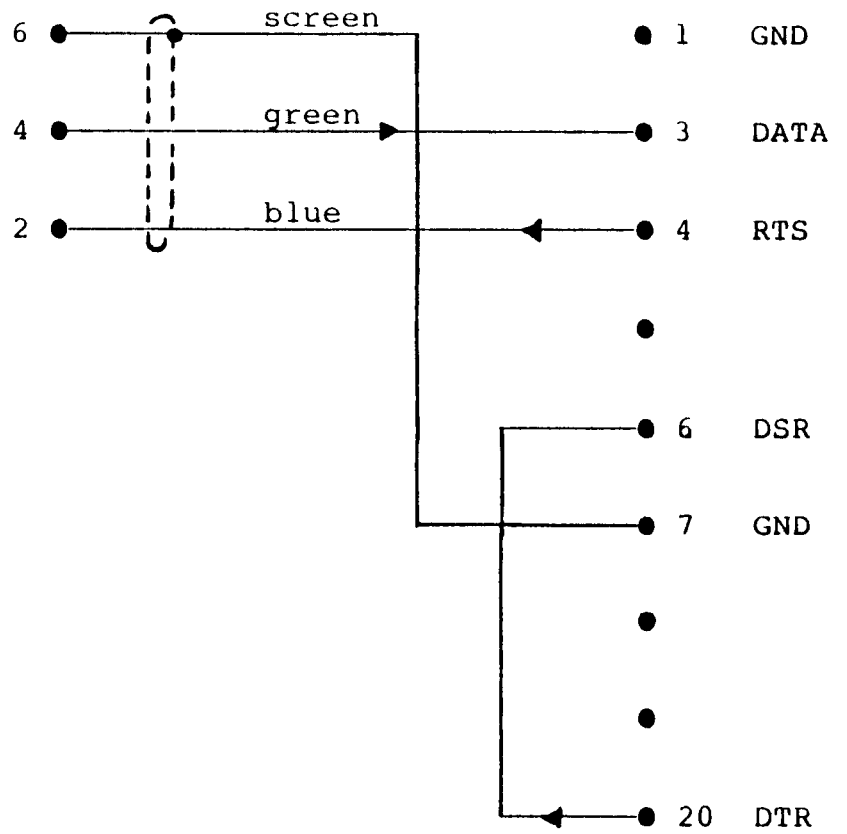 6 screen 1 GND
4 green 3 DATA
2 blue 4 RTS
6 DSR
7 GND
20 DTR